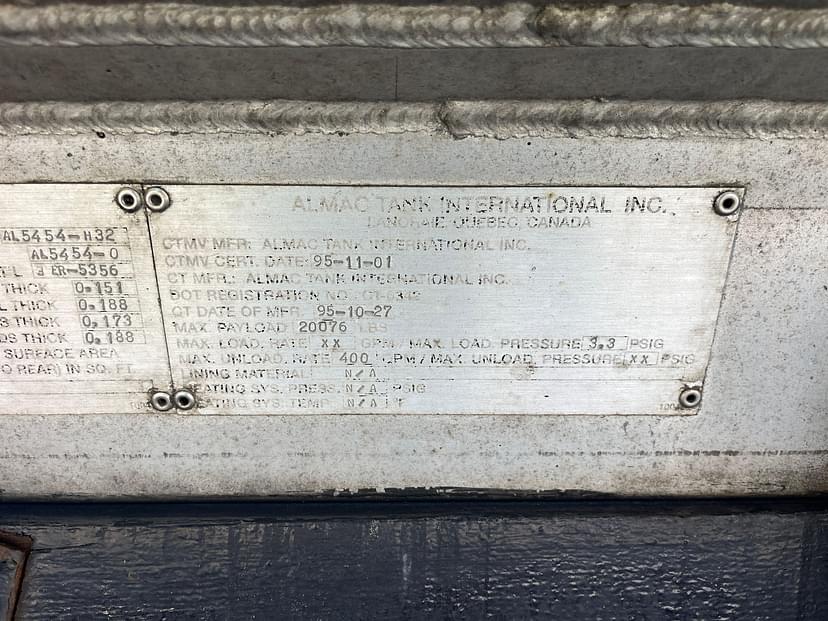 AL5454-H32
AL5454-0
ER-5356
THICK 0.151
THICK 0.188
THICK 0.173
DS THICK 0.188
SURFACE AREA
REAR) IN SQ. FT.
ALMAC TANK INTERNATIONAL INC.
LANORAIE, QUEBEC, CANADA
CTMV MFR: ALMAC TANK INTERNATIONAL INC.
CTMV CERT. DATE: 95-11-01
CT MFR.: ALMAC TANK INTERNATIONAL INC.
DOT REGISTRATION NO.
CT DATE OF MFR. 95-10-27
MAX. PAYLOAD 20076 LBS
MAX. LOAD. RATE XX GPM / MAX. LOAD. PRESSURE 3.3 PSIG
MAX. UNLOAD. RATE 400 GPM / MAX. UNLOAD. PRESSURE XX PSIG
LINING MATERIAL N/A
HEATING SYS. PRESS. N/A PSIG
HEATING SYS. TEMP. N/A °F